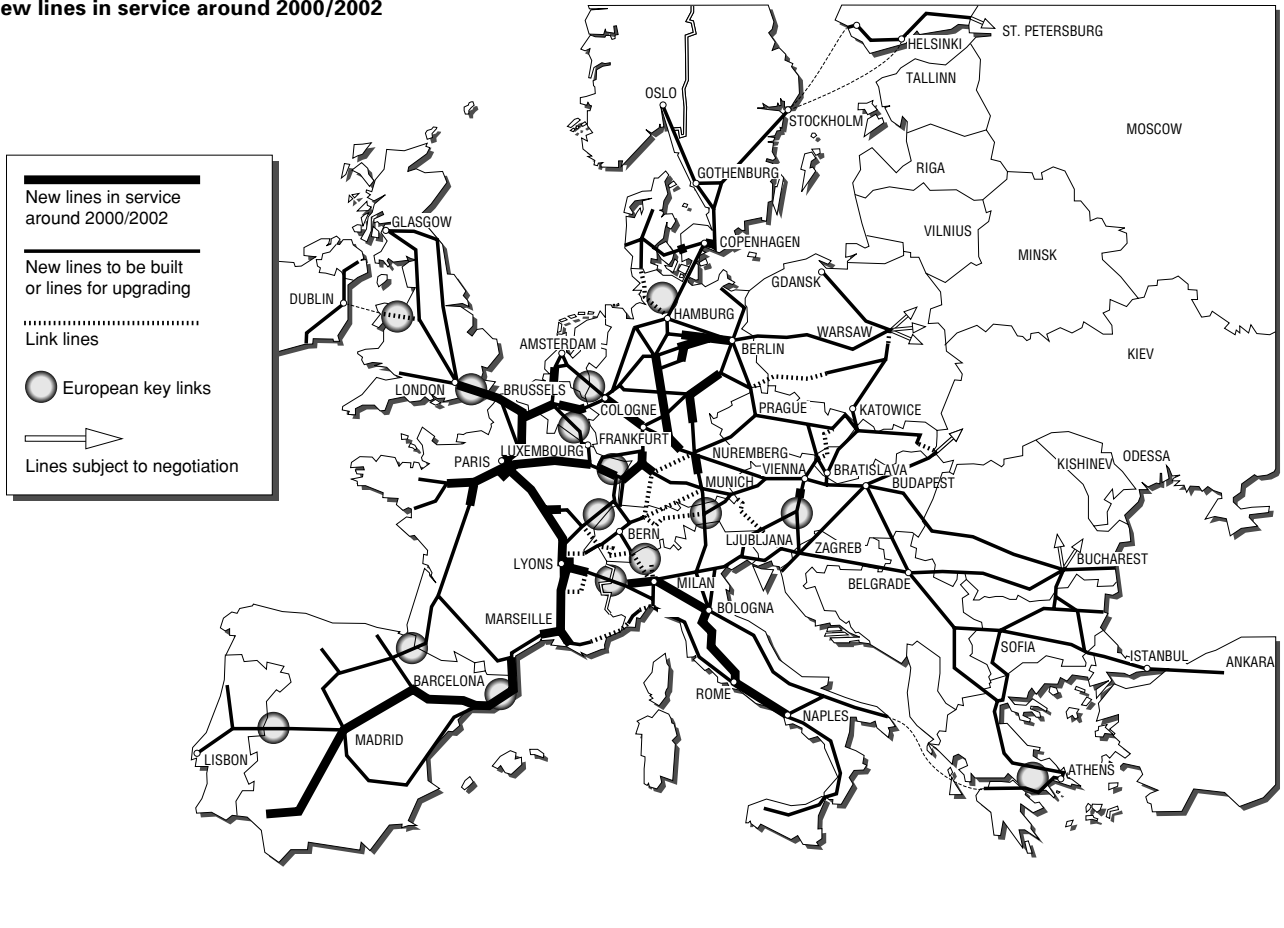 ew lines in service around 2000/2002
New lines in service
around 2000/2002
New lines to be built
or lines for upgrading
Link lines
European key links
Lines subject to negotiation
ST. PETERSBURG
HELSINKI
TALLINN
OSLO
STOCKHOLM
MOSCOW
RIGA
GOTHENBURG
GLASGOW
VILNIUS
COPENHAGEN
MINSK
GDANSK
DUBLIN
HAMBURG
WARSAW
AMSTERDAM
BERLIN
KIEV
LONDON
BRUSSELS
COLOGNE
PRAGUE
KATOWICE
FRANKFURT
LUXEMBOURG
NUREMBERG
PARIS
VIENNA
BRATISLAVA
KISHINEV
ODESSA
MUNICH
BUDAPEST
BERN
LJUBLJANA
ZAGREB
LYONS
BUCHAREST
MILAN
BELGRADE
BOLOGNA
MARSEILLE
SOFIA
ISTANBUL
ANKARA
BARCELONA
ROME
NAPLES
MADRID
LISBON
ATHENS